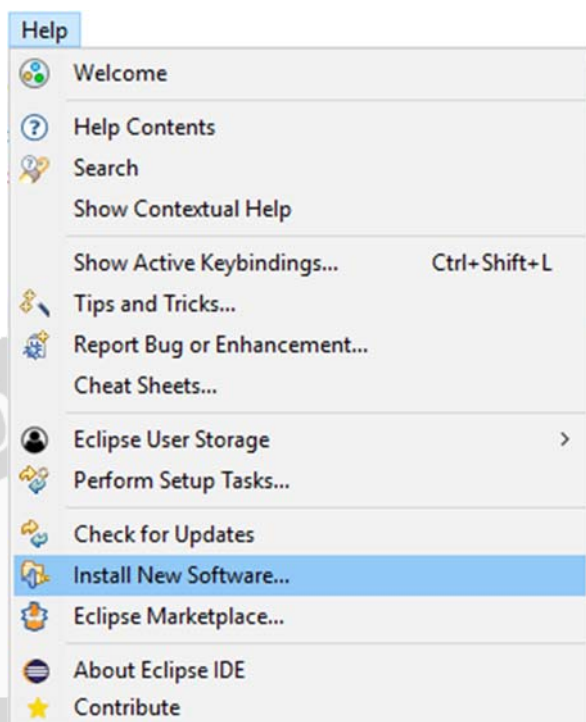 Help
Welcome
Help Contents
Search
Show Contextual Help
Show Active Keybindings... Ctrl+Shift+L
Tips and Tricks...
Report Bug or Enhancement...
Cheat Sheets...
Eclipse User Storage >
Perform Setup Tasks...
Check for Updates
Install New Software...
Eclipse Marketplace...
About Eclipse IDE
Contribute